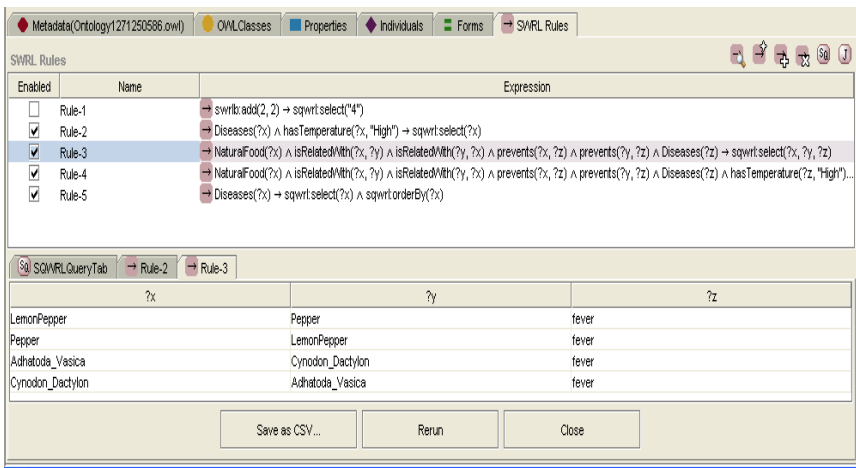 Metadata(Ontology1271250586.owl) OWLClasses Properties Individuals Forms SWRL Rules
SWRL Rules
Enabled Name Expression
Rule-1 → swrlb:add(2, 2) → sqwrl:select("4")
Rule-2 → Diseases(?x) ∧ hasTemperature(?x, "High") → sqwrl:select(?x)
Rule-3 → NaturalFood(?x) ∧ isRelatedWith(?x, ?y) ∧ isRelatedWith(?y, ?x) ∧ prevents(?x, ?z) ∧ prevents(?y, ?z) ∧ Diseases(?z) → sqwrl:select(?x, ?y, ?z)
Rule-4 → NaturalFood(?x) ∧ isRelatedWith(?x, ?y) ∧ isRelatedWith(?y, ?x) ∧ prevents(?x, ?z) ∧ prevents(?y, ?z) ∧ Diseases(?z) ∧ hasTemperature(?z, "High")...
Rule-5 → Diseases(?x) → sqwrl:select(?x) ∧ sqwrl:orderBy(?x)
SQWRLQueryTab → Rule-2 → Rule-3
?x ?y ?z
LemonPepper Pepper fever
Pepper LemonPepper fever
Adhatoda_Vasica Cynodon_Dactylon fever
Cynodon_Dactylon Adhatoda_Vasica fever
Save as CSV... Rerun Close